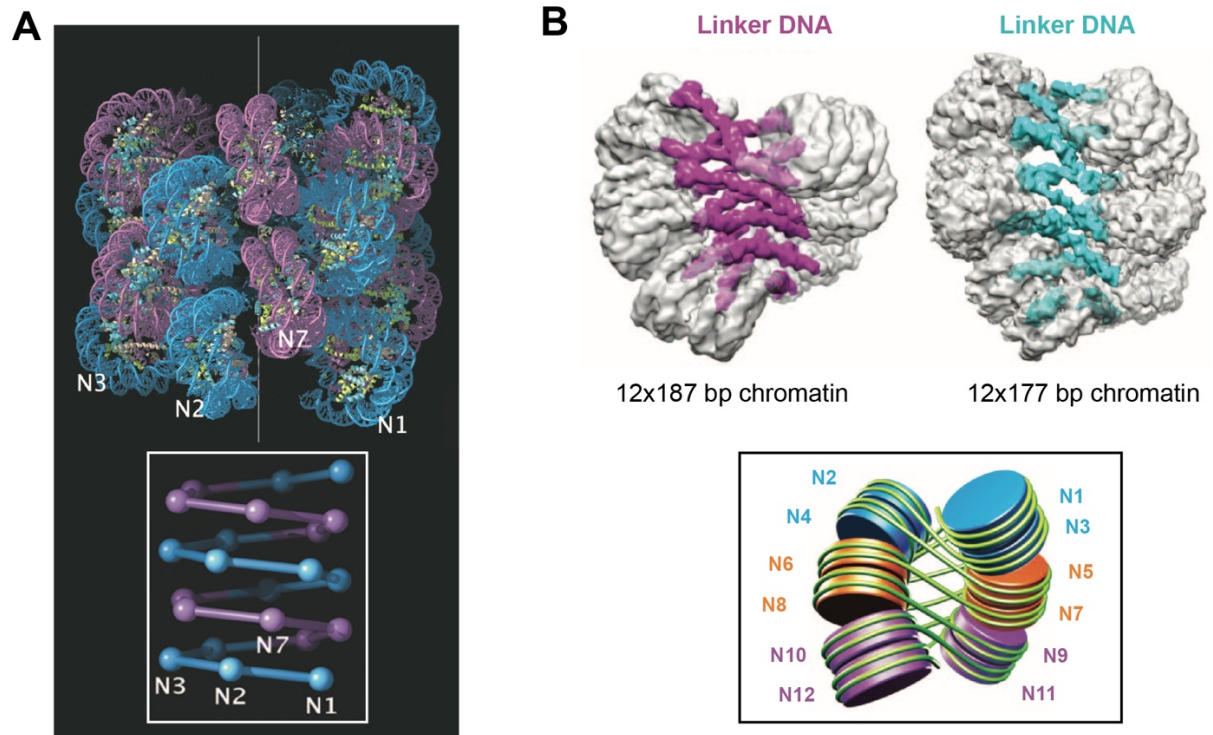 A
N3
N2
N7
N1
N3
N2
N7
N1
B
Linker DNA
Linker DNA
12x187 bp chromatin
12x177 bp chromatin
N2
N1
N4
N3
N6
N5
N8
N7
N10
N9
N12
N11